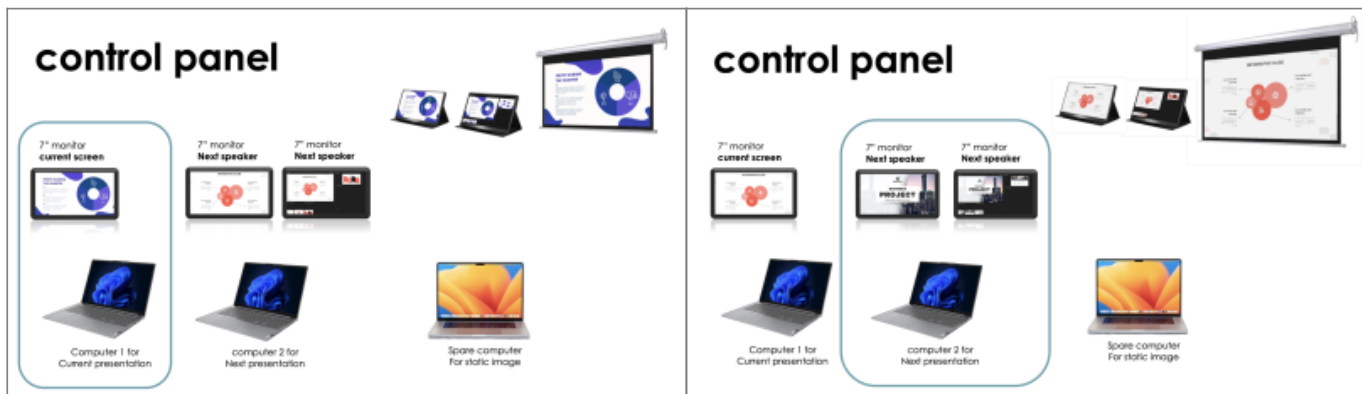 control panel
7" monitor
current screen
7" monitor
Next speaker
7" monitor
Next speaker
Computer 1 for
Current presentation
computer 2 for
Next presentation
Spare computer
For static image
control panel
7" monitor
current screen
7" monitor
Next speaker
7" monitor
Next speaker
PROJECT
PROJECT
Computer 1 for
Current presentation
computer 2 for
Next presentation
Spare computer
For static image